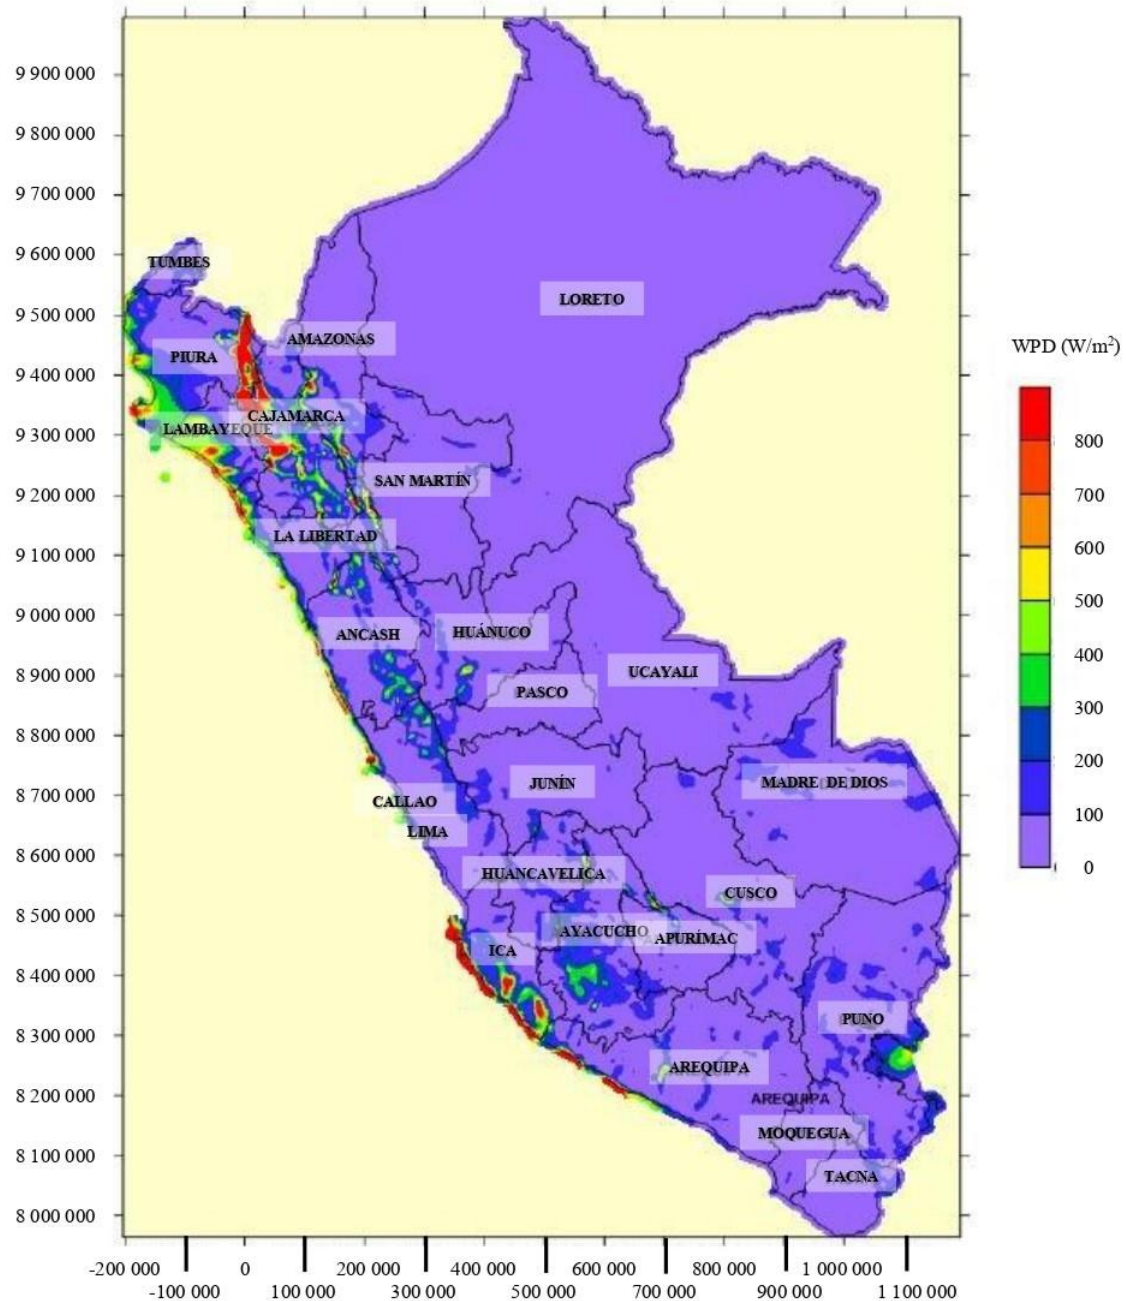 9 900 000
9 800 000
9 700 000
9 600 000
9 500 000
9 400 000
9 300 000
9 200 000
9 100 000
9 000 000
8 900 000
8 800 000
8 700 000
8 600 000
8 500 000
8 400 000
8 300 000
8 200 000
8 100 000
8 000 000
TUMBES
LORETO
AMAZONAS
PIURA
CAJAMARCA
LAMBAYEQUE
SAN MARTÍN
LA LIBERTAD
ANCASH
HUÁNUCO
UCAYALI
PASCO
JUNÍN
MADRE DE DIOS
CALLAO
LIMA
HUANCAVELICA
CUSCO
AYACUCHO
APURÍMAC
ICA
PUNO
AREQUIPA
AREQUIPA
MOQUEGUA
TACNA
WPD (W/m²)
800
700
600
500
400
300
200
100
0
-200 000 0 200 000 400 000 600 000 800 000 1 000 000
-100 000 100 000 300 000 500 000 700 000 900 000 1 100 000